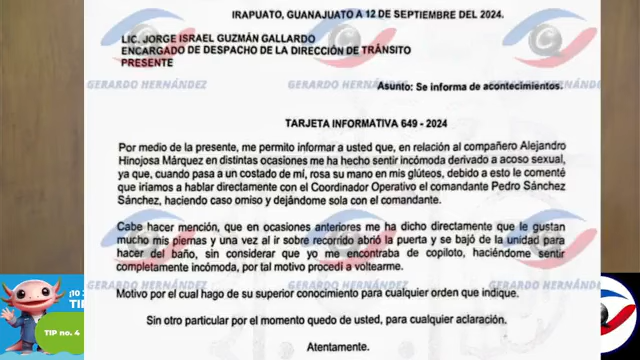 IRAPUATO, GUANAJUATO A 12 DE SEPTIEMBRE DEL 2024.
LIC. JORGE ISRAEL GUZMÁN GALLARDO
ENCARGADO DE DESPACHO DE LA DIRECCIÓN DE TRÁNSITO
PRESENTE
GERARDO HERNÁNDEZ GERARDO HERNÁNDEZ GERARDO HERNÁNDEZ
Asunto: Se informa de acontecimientos.
TARJETA INFORMATIVA 649 - 2024
Por medio de la presente, me permito informar a usted que, en relación al compañero Alejandro
Hinojosa Márquez en distintas ocasiones me ha hecho sentir incómoda derivado a acoso sexual,
ya que, cuando pasa a un costado de mí, rosa su mano en mis glúteos, debido a esto le comenté
que iriamos a hablar directamente con el Coordinador Operativo el comandante Pedro Sánchez
Sánchez, haciendo caso omiso y dejándome sola con el comandante.
Cabe hacer mención, que en ocasiones anteriores me ha dicho directamente que le gustan
mucho mis piernas y una vez al ir sobre recorrido abrió la puerta y se bajó de la unidad para
hacer del baño, sin considerar que yo me encontraba de copiloto, haciéndome sentir
completamente incómoda, por tal motivo procedí a voltearme.
GERARDO HERNÁNDEZ GERARDO HERNÁNDEZ GERARDO HERNÁNDEZ
Motivo por el cual hago de su superior conocimiento para cualquier orden que indique.
Sin otro particular por el momento quedo de usted, para cualquier aclaración.
Atentamente.
TIP no. 4